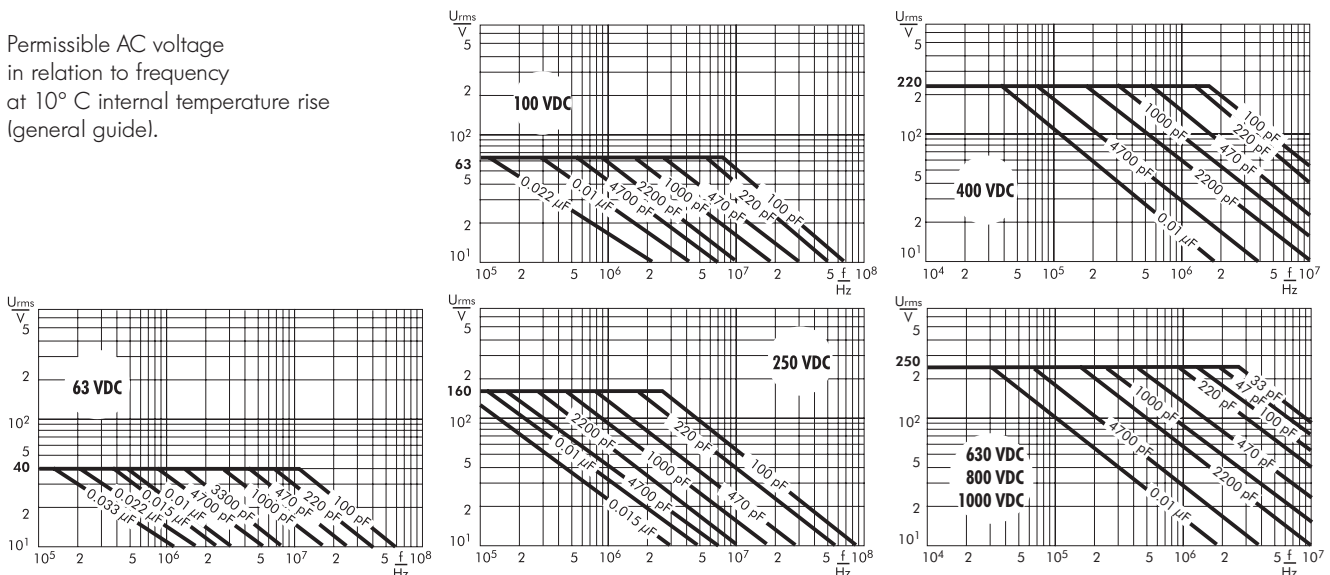 Permissible AC voltage
in relation to frequency
at 10° C internal temperature rise
(general guide).
Urms
V
5
2
10²
63
5
2
10¹
100 VDC
0.022 µF
0.01 µF
4700 pF
2200 pF
1000 pF
470 pF
220 pF
100 pF
10⁵ 2 5 10⁶ 2 5 10⁷ 2 5 f 10⁸
Hz
Urms
V
5
220
2
10²
5
2
10¹
400 VDC
100 pF
220 pF
470 pF
1000 pF
2200 pF
4700 pF
0.01 µF
10⁴ 2 5 10⁵ 2 5 10⁶ 2 5 f 10⁷
Hz
Urms
V
5
2
10²
5
40
2
10¹
63 VDC
0.033 µF
0.022 µF
0.015 µF
0.01 µF
4700 pF
3300 pF
1000 pF
470 pF
220 pF
100 pF
10⁵ 2 5 10⁶ 2 5 10⁷ 2 5 f 10⁸
Hz
Urms
V
5
2
160
10²
5
2
10¹
250 VDC
2200 pF
0.01 µF
1000 pF
4700 pF
0.015 µF
220 pF
470 pF
100 pF
10⁵ 2 5 10⁶ 2 5 10⁷ 2 5 f 10⁸
Hz
Urms
V
5
250
2
10²
5
2
10¹
630 VDC
800 VDC
1000 VDC
33 pF
47 pF
100 pF
220 pF
470 pF
1000 pF
2200 pF
4700 pF
0.01 µF
10⁴ 2 5 10⁵ 2 5 10⁶ 2 5 f 10⁷
Hz